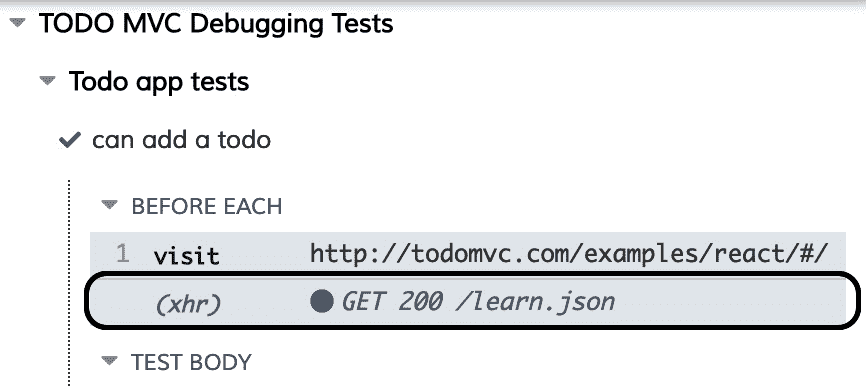 TODO MVC Debugging Tests
Todo app tests
can add a todo
BEFORE EACH
1 visit http://todomvc.com/examples/react/#/
(xhr) GET 200 /learn.json
TEST BODY